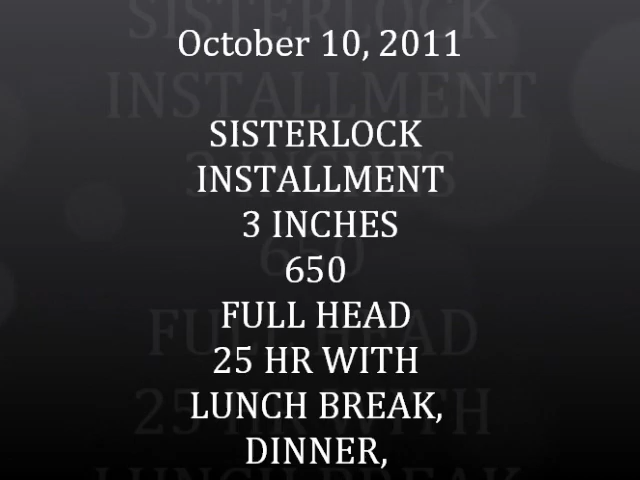 October 10, 2011
SISTERLOCK
INSTALLMENT
3 INCHES
650
FULL HEAD
25 HR WITH
LUNCH BREAK,
DINNER,